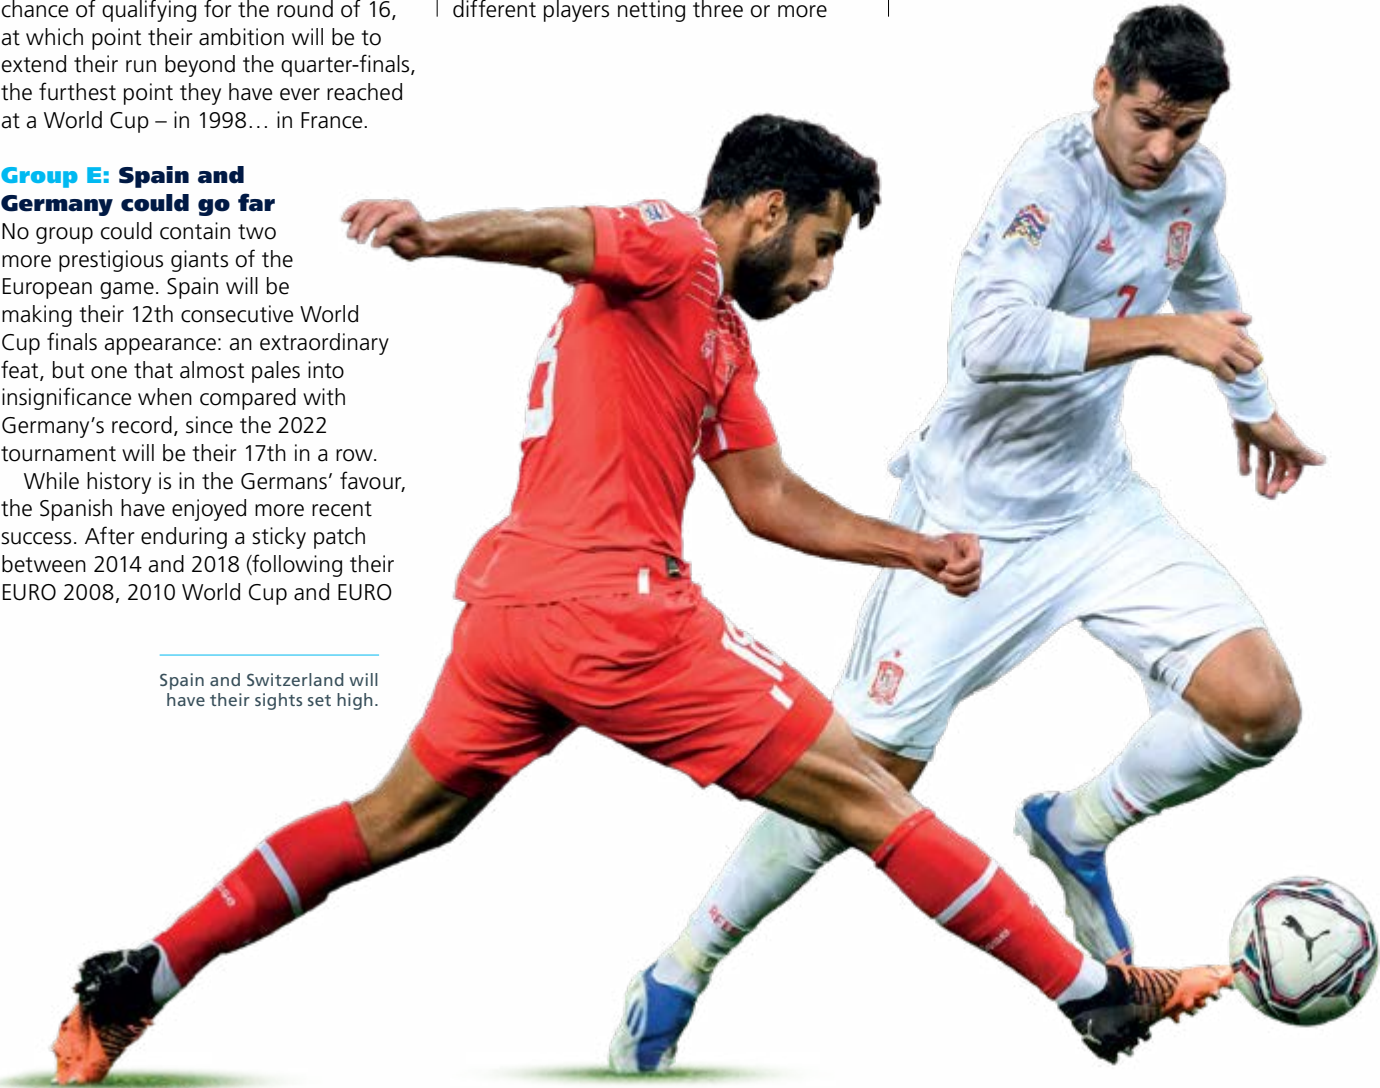 chance of qualifying for the round of 16,
at which point their ambition will be to
extend their run beyond the quarter-finals,
the furthest point they have ever reached
at a World Cup – in 1998… in France.
Group E: Spain and
Germany could go far
No group could contain two
more prestigious giants of the
European game. Spain will be
making their 12th consecutive World
Cup finals appearance: an extraordinary
feat, but one that almost pales into
insignificance when compared with
Germany’s record, since the 2022
tournament will be their 17th in a row.
While history is in the Germans’ favour,
the Spanish have enjoyed more recent
success. After enduring a sticky patch
between 2014 and 2018 (following their
EURO 2008, 2010 World Cup and EURO
Spain and Switzerland will
have their sights set high.
different players netting three or more
7
18